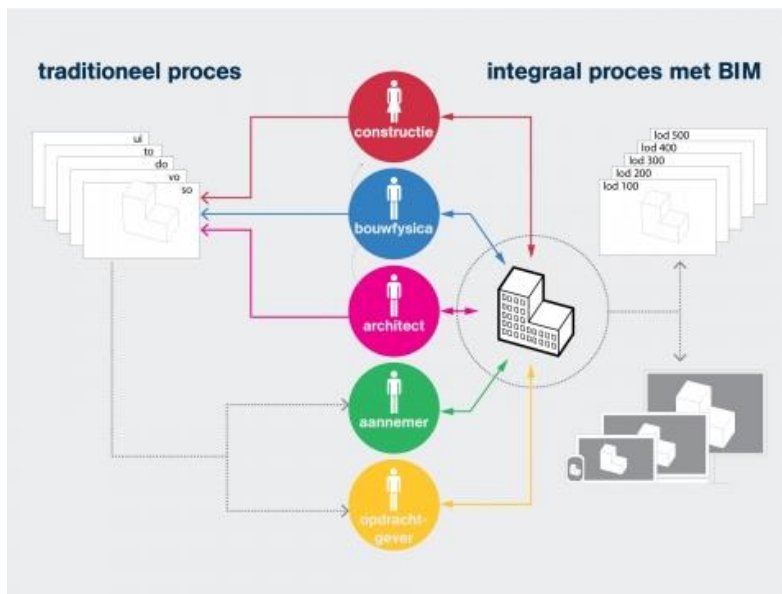 traditioneel proces
integraal proces met BIM
ui
to
do
vo
so
constructie
bouwfysica
architect
aannemer
opdracht-
gever
lod 500
lod 400
lod 300
lod 200
lod 100